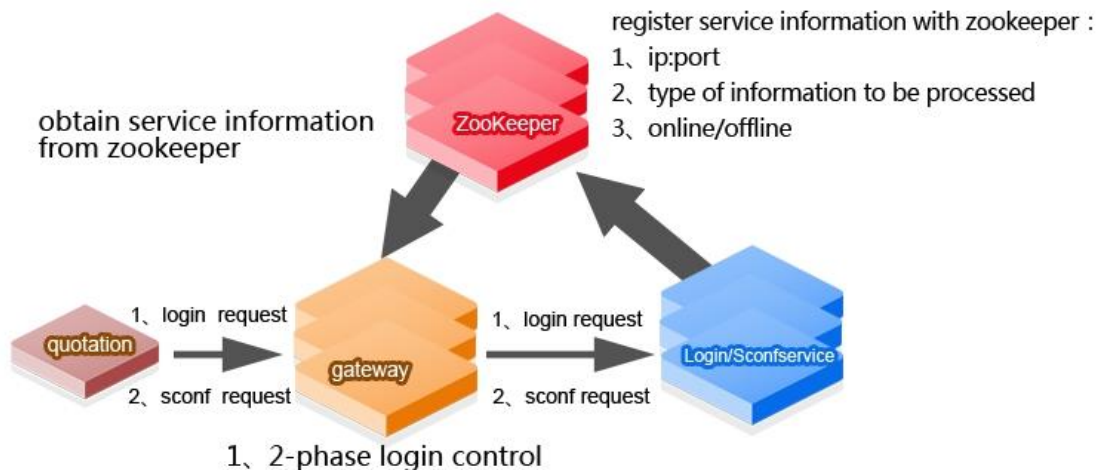 register service information with zookeeper :
1、ip:port
2、type of information to be processed
3、online/offline
ZooKeeper
obtain service information
from zookeeper
1、login request
quotation
2、sconf request
gateway
1、login request
2、sconf request
Login/Sconfservice
1、2-phase login control